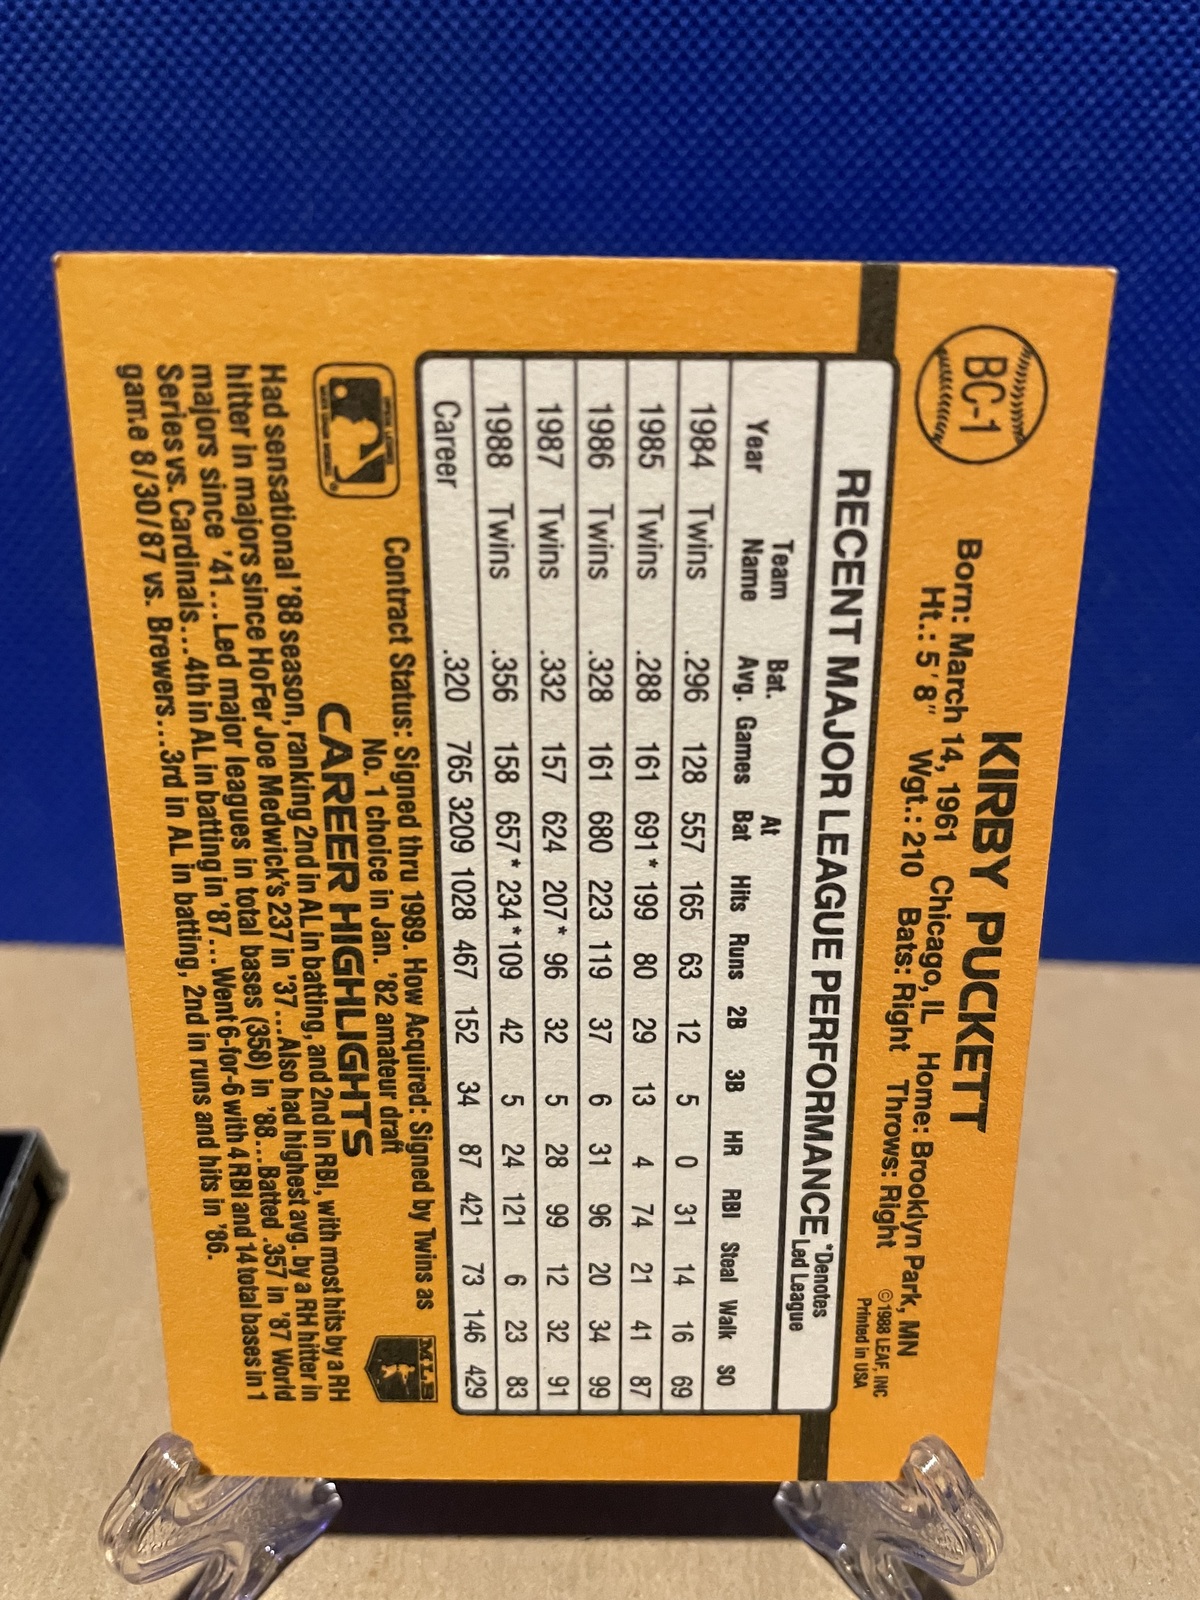 BC-1
KIRBY PUCKETT
Born: March 14, 1961 Chicago, IL Home: Brooklyn Park, MN
Ht.: 5' 8" Wgt.: 210 Bats: Right Throws: Right
©1988 LEAF, INC
Printed in USA
RECENT MAJOR LEAGUE PERFORMANCE *Denotes Led League
Year Team Name Bat. Avg. Games At Bat Hits Runs 2B 3B HR RBI Steal Walk SO
1984 Twins .296 128 557 165 63 12 5 0 31 14 16 69
1985 Twins .288 161 691* 199 80 29 13 4 74 21 41 87
1986 Twins .328 161 680 223 119 37 6 31 96 20 34 99
1987 Twins .332 157 624 207* 96 32 5 28 99 12 32 91
1988 Twins .356 158 657* 234* 109 42 5 24 121 6 23 83
Career .320 765 3209 1028 467 152 34 87 421 73 146 429
Contract Status: Signed thru 1989. How Acquired: Signed by Twins as
No. 1 choice in Jan. '82 amateur draft
MLB
CAREER HIGHLIGHTS
Had sensational '88 season, ranking 2nd in AL in batting, and 2nd in RBI, with most hits by a RH
hitter in majors since HoFer Joe Medwick's 237 in '37...Also had highest avg. by a RH hitter in
majors since '41...Led major leagues in total bases (358) in '88...Batted .357 in '87 World
Series vs. Cardinals...4th in AL in batting in '87...Went 6-for-6 with 4 RBI and 14 total bases in 1
game 8/30/87 vs. Brewers...3rd in AL in batting, 2nd in runs and hits in '86.